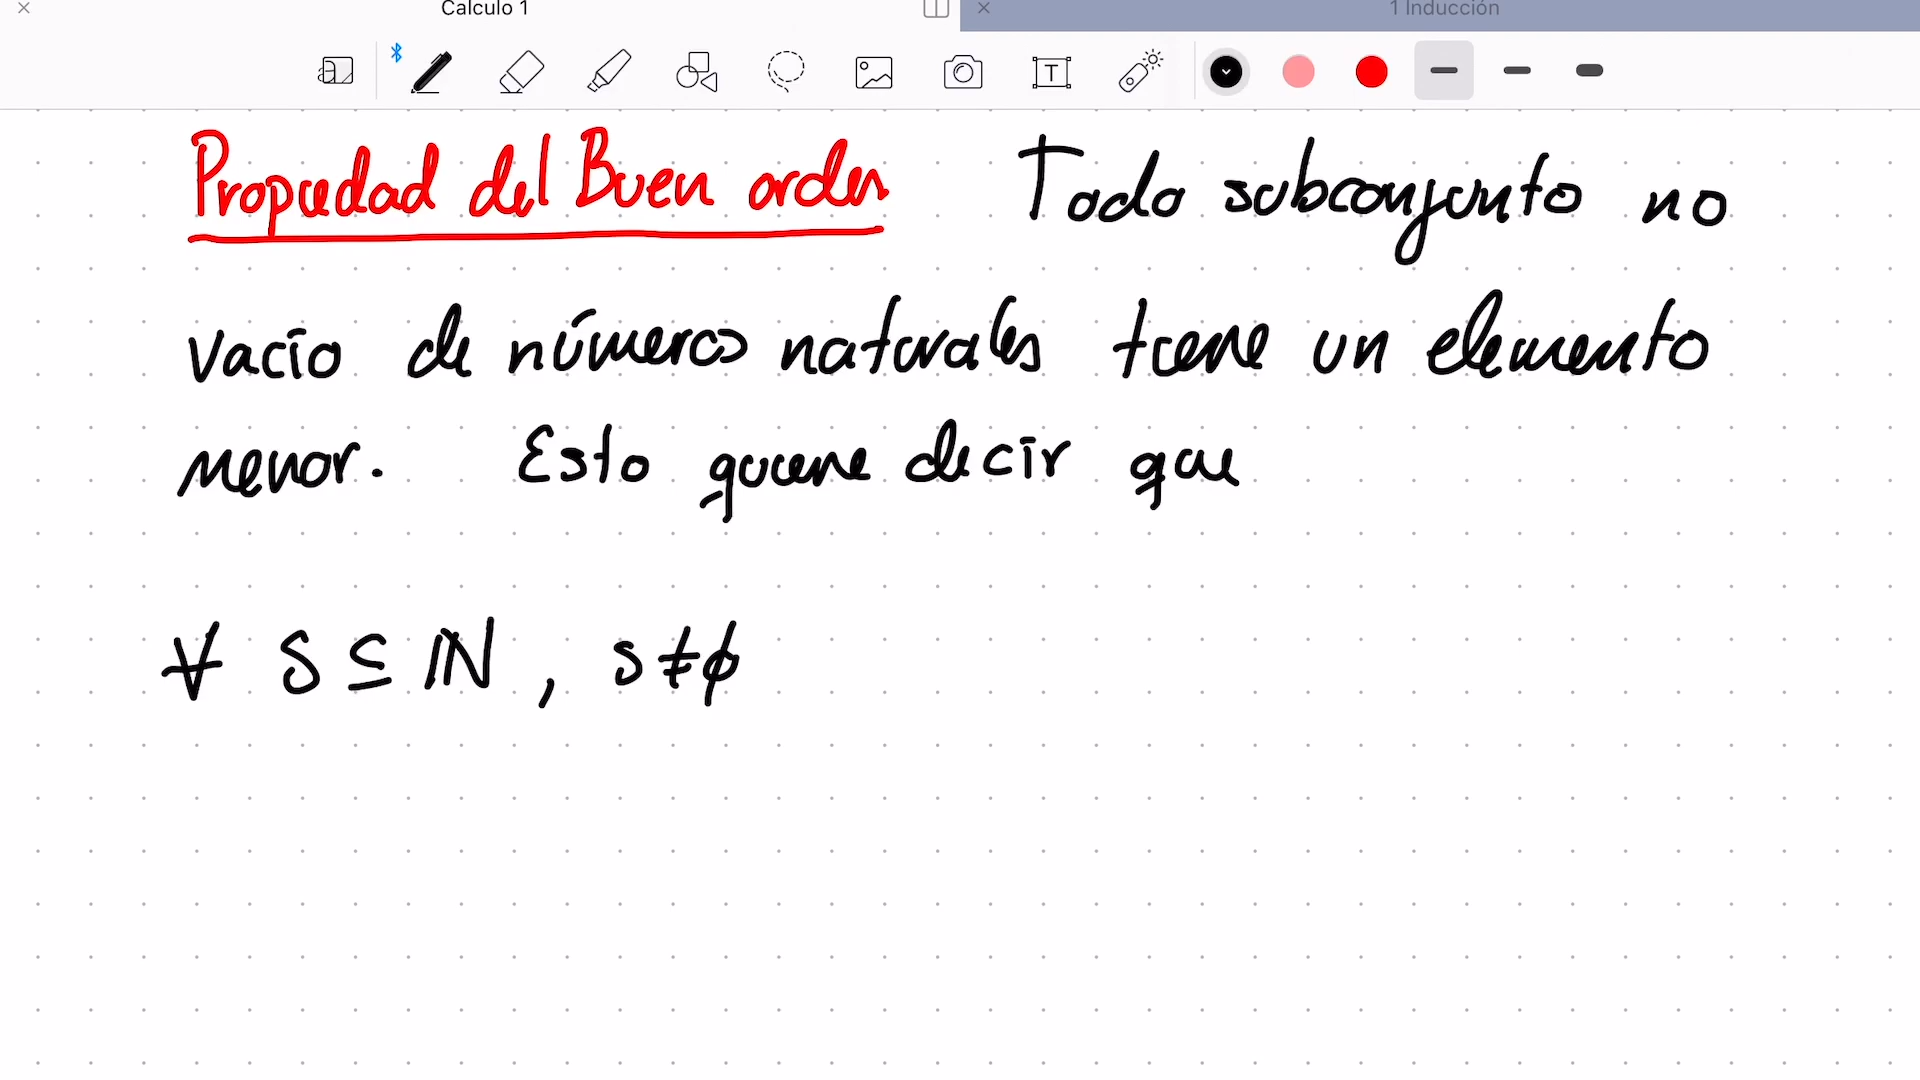 Calculo 1
1 Inducción
Propiedad del Buen orden Todo subconjunto no
vacío de números naturales tiene un elemento
menor. Esto quiere decir que
∀ S ⊆ ℕ , S ≠ ϕ